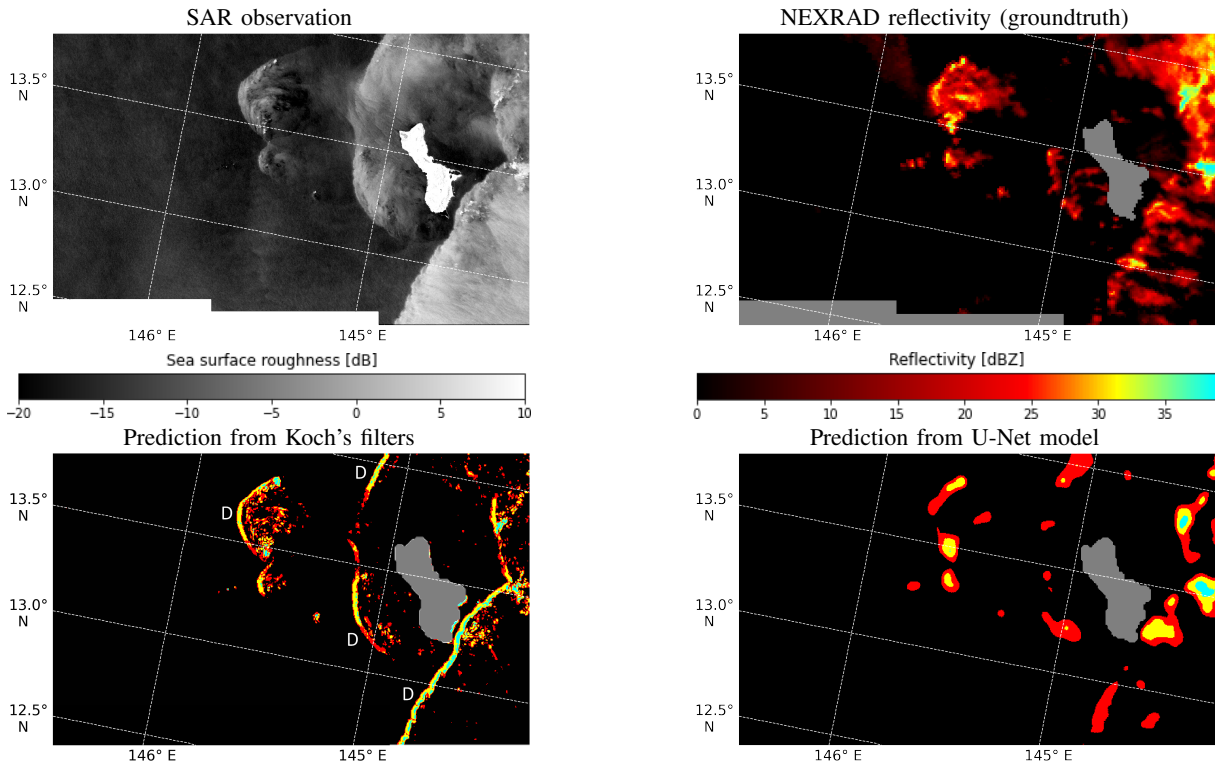 SAR observation
NEXRAD reflectivity (groundtruth)
13.5°
N
13.0°
N
12.5°
N
146° E
145° E
13.5°
N
13.0°
N
12.5°
N
146° E
145° E
Sea surface roughness [dB]
−20 −15 −10 −5 0 5 10
Reflectivity [dBZ]
0 5 10 15 20 25 30 35
Prediction from Koch's filters
Prediction from U-Net model
13.5°
N
13.0°
N
12.5°
N
D
D
D
D
146° E
145° E
13.5°
N
13.0°
N
12.5°
N
146° E
145° E